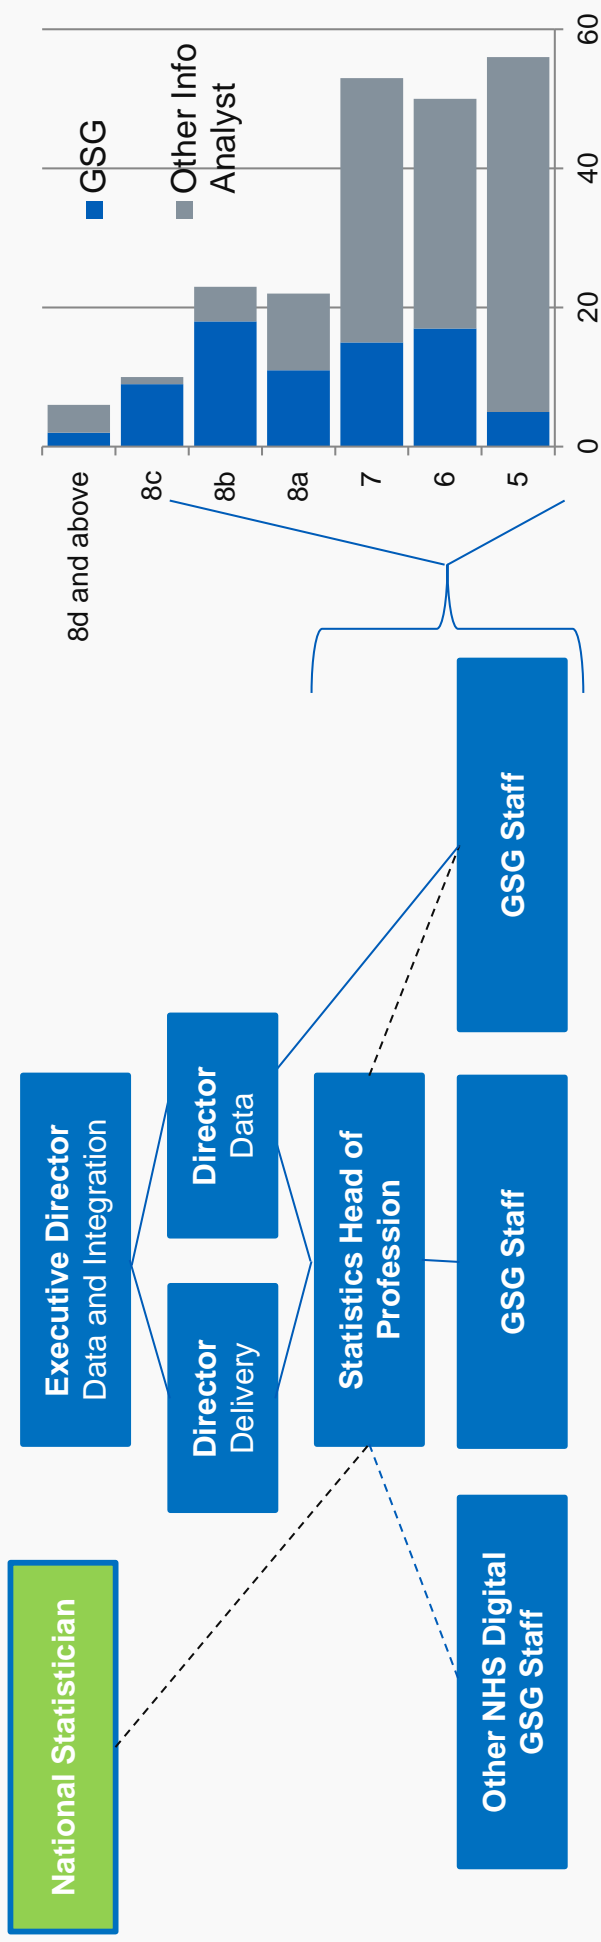 National Statistician
Executive Director
Data and Integration
Director
Delivery
Director
Data
Statistics Head of
Profession
Other NHS Digital
GSG Staff
GSG Staff
GSG Staff
8d and above
8c
8b
8a
7
6
5
0
20
40
60
GSG
Other Info
Analyst